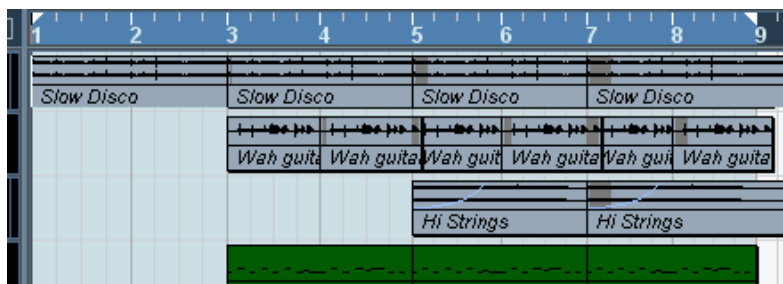 1 2 3 4 5 6 7 8 9
Slow Disco Slow Disco Slow Disco Slow Disco
Wah guita Wah guita Wah guit Wah guita Wah guit Wah guita
Hi Strings Hi Strings